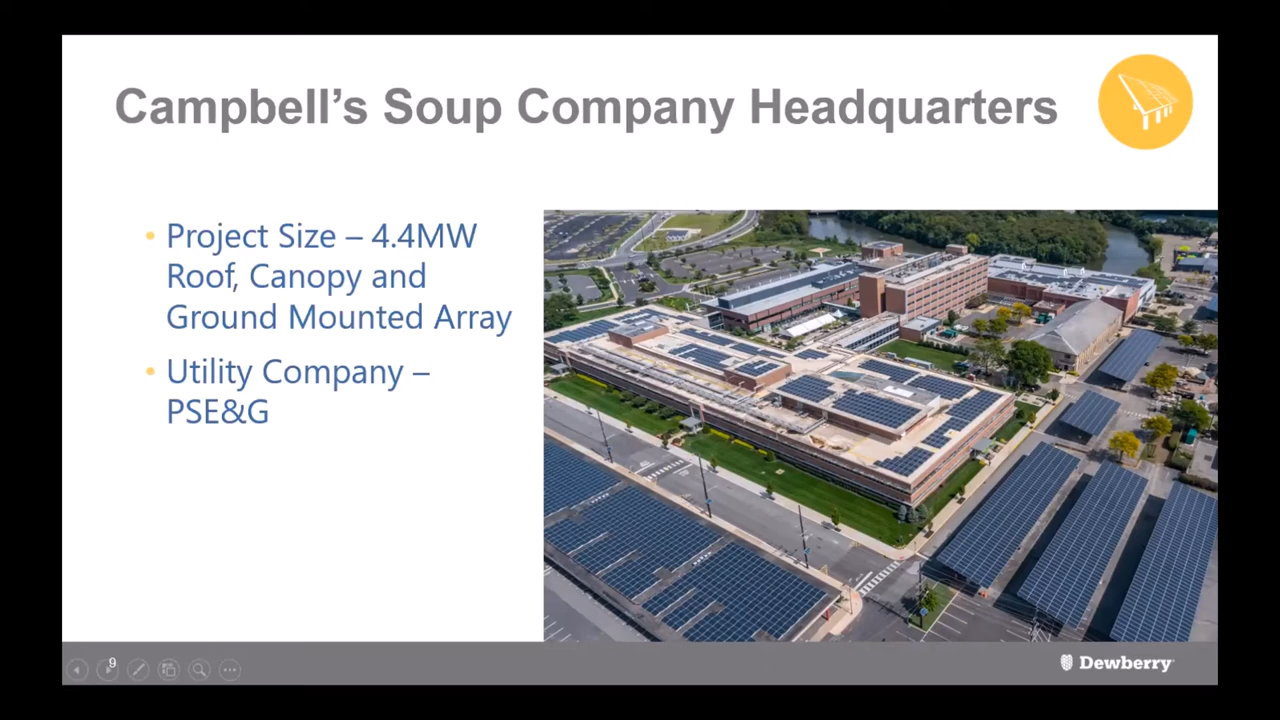 Campbell’s Soup Company Headquarters
• Project Size – 4.4MW
Roof, Canopy and
Ground Mounted Array
• Utility Company –
PSE&G
9
Dewberry